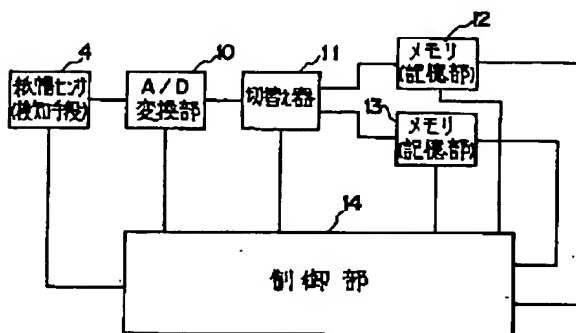 4
紙幅センサ
(検知手段)
10
A/D
変換部
11
切替え器
12
メモリ
(記憶部)
13
メモリ
(記憶部)
14
制御部